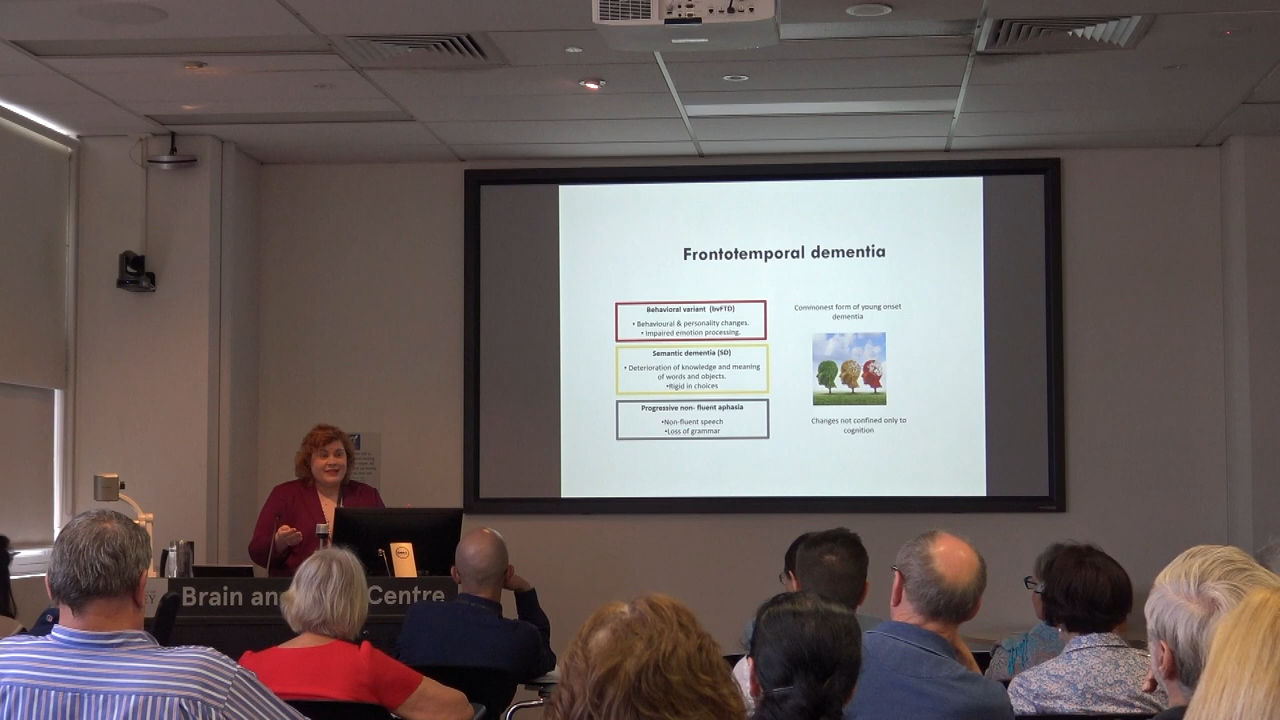 Frontotemporal dementia
Behavioral variant (bvFTD)
• Behavioural & personality changes.
• Impaired emotion processing.
Semantic dementia (SD)
• Deterioration of knowledge and meaning
of words and objects.
•Rigid in choices
Progressive non- fluent aphasia
•Non-fluent speech
•Loss of grammar
Commonest form of young onset
dementia
Changes not confined only to
cognition
DELL
Brain an Centre